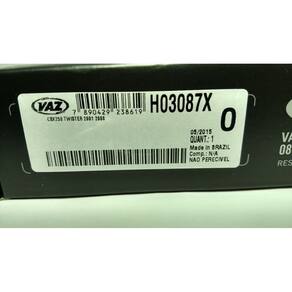 VAZ
H03087X
7 890429 238619
CBX250 TWISTER 2001 2008
O
05/2015
QUANT.: 1
Made in BRAZIL
Comp.: N/A
NAO PERECIVEL
VA
08
RES